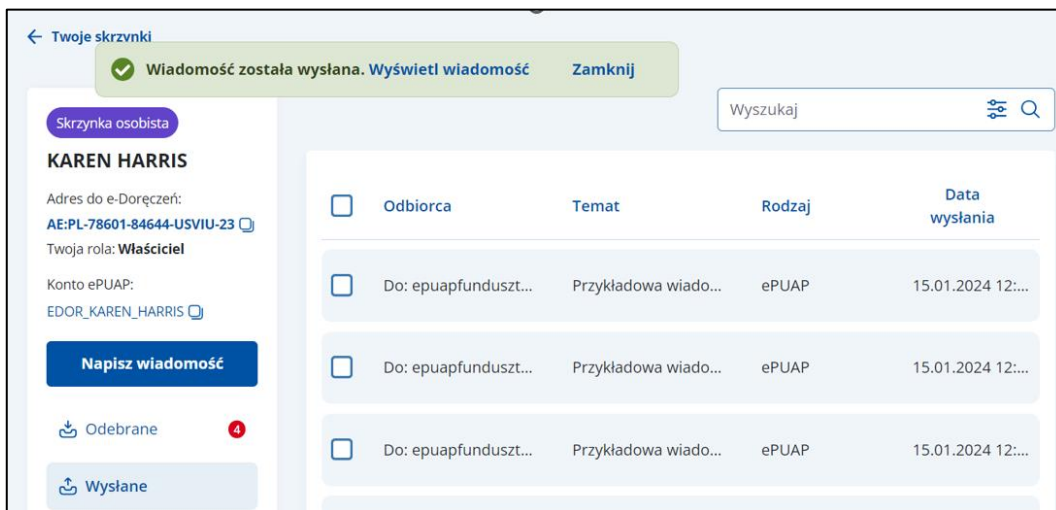 Twoje skrzynki
Wiadomość została wysłana. Wyświetl wiadomość Zamknij
Skrzynka osobista
Wyszukaj
KAREN HARRIS
Adres do e-Doręczeń:
AE:PL-78601-84644-USVIU-23
Twoja rola: Właściciel
Konto ePUAP:
EDOR_KAREN_HARRIS
Napisz wiadomość
Odebrane 4
Wysłane
Odbiorca Temat Rodzaj Data
wysłania
Do: epuapfunduszt... Przykładowa wiado... ePUAP 15.01.2024 12:...
Do: epuapfunduszt... Przykładowa wiado... ePUAP 15.01.2024 12:...
Do: epuapfunduszt... Przykładowa wiado... ePUAP 15.01.2024 12:...